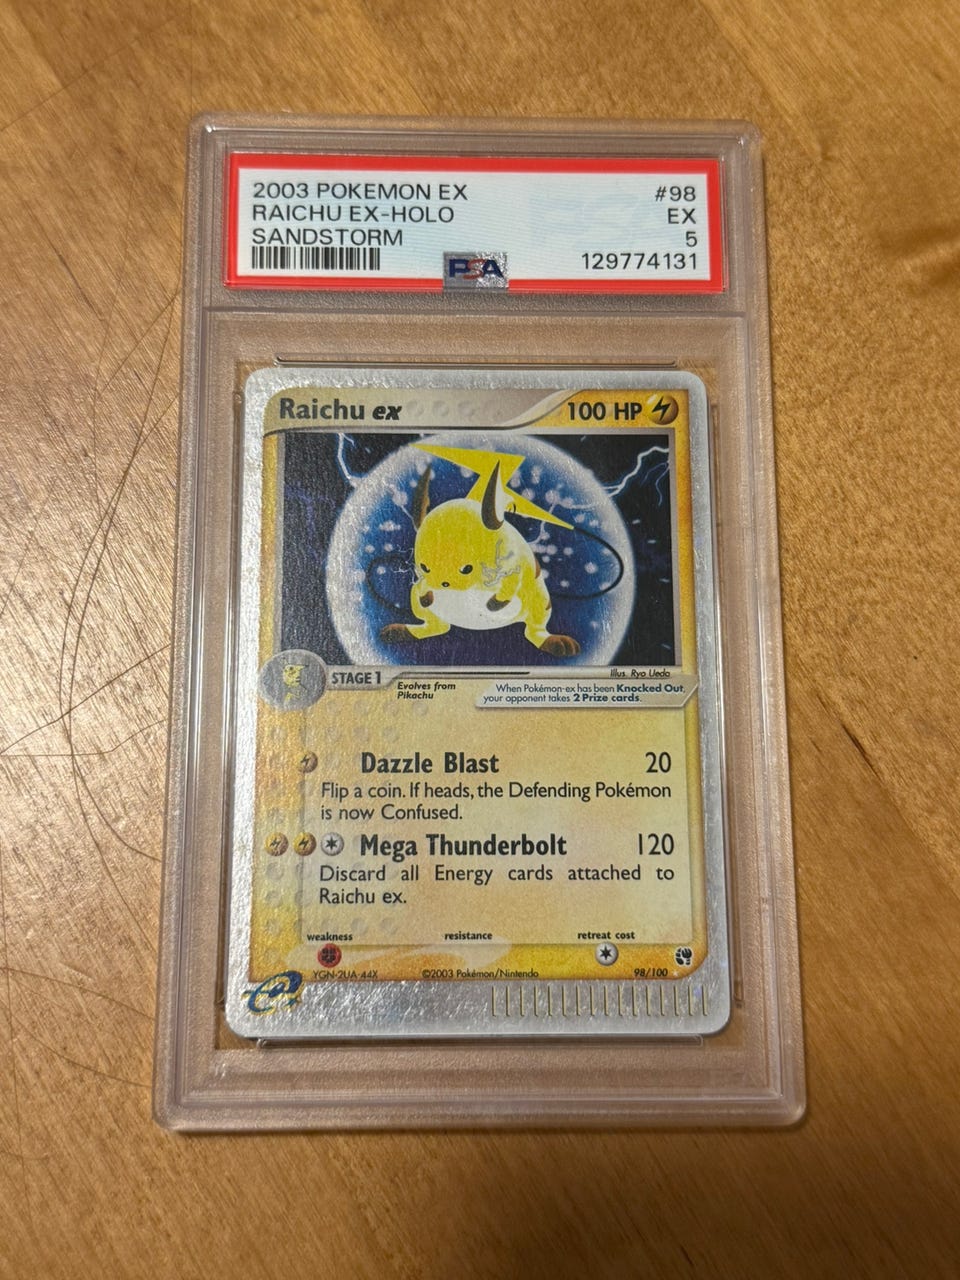 2003 POKEMON EX #98
RAICHU EX-HOLO EX
SANDSTORM 5
PSA 129774131
Raichu ex 100 HP
Illus. Ryo Ueda
STAGE 1
Evolves from
Pikachu
When Pokémon-ex has been Knocked Out,
your opponent takes 2 Prize cards.
Dazzle Blast 20
Flip a coin. If heads, the Defending Pokémon
is now Confused.
Mega Thunderbolt 120
Discard all Energy cards attached to
Raichu ex.
weakness resistance retreat cost
YGN-2UA-44X ©2003 Pokémon/Nintendo 98/100
e